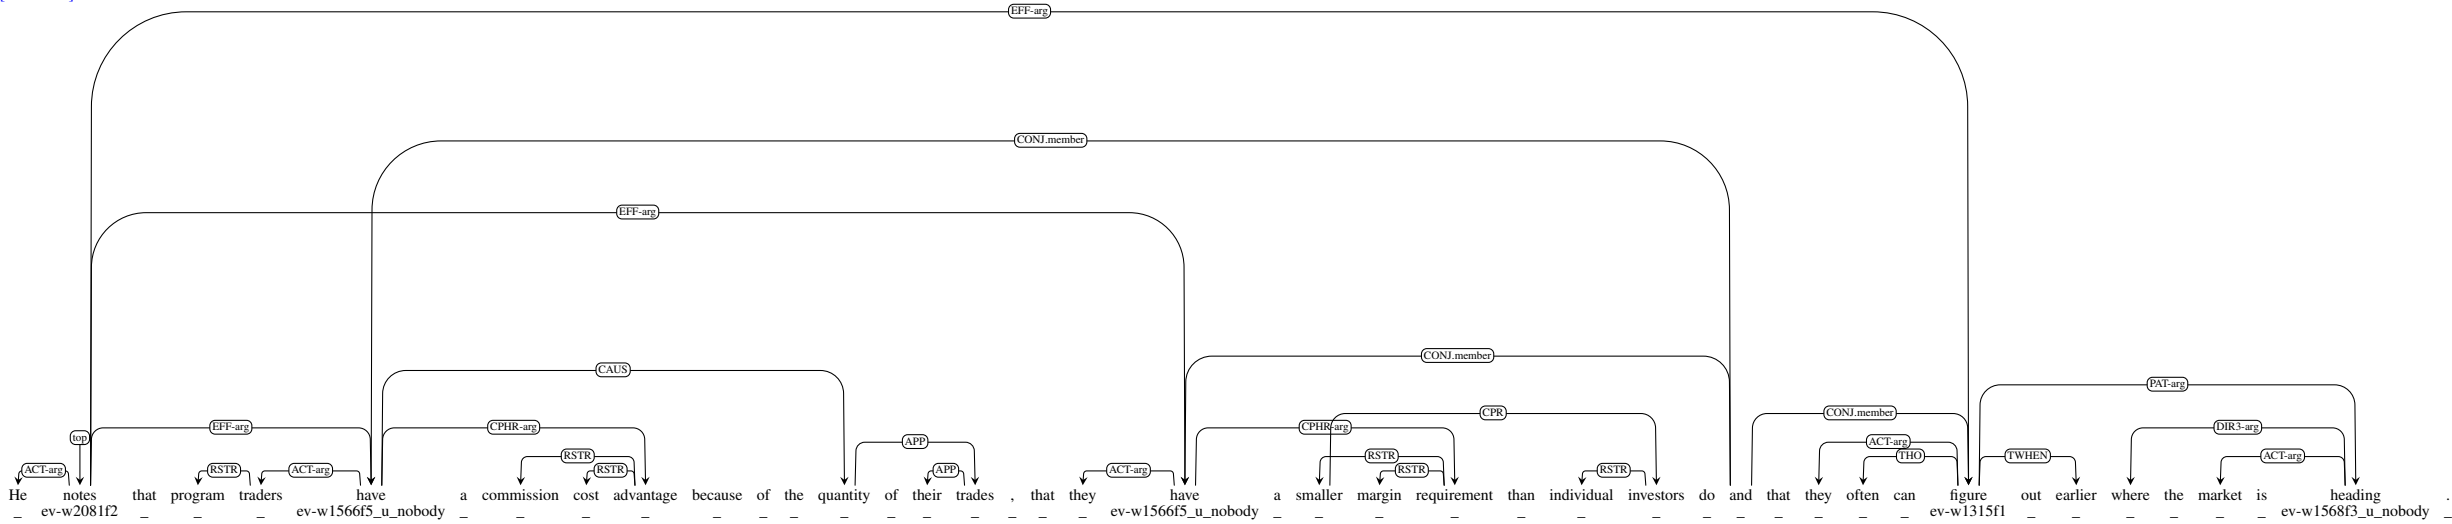 EFF-arg
CONJ.member
EFF-arg
CONJ.member
CAUS
PAT-arg
CPR CONJ.member
EFF-arg CPHR-arg CPHR-arg DIR3-arg
top APP ACT-arg
RSTR RSTR THO TWHEN ACT-arg
ACT-arg RSTR ACT-arg RSTR APP ACT-arg RSTR RSTR
He notes that program traders have a commission cost advantage because of the quantity of their trades , that they have a smaller margin requirement than individual investors do and that they often can figure out earlier where the market is heading .
_ ev-w2081f2 _ _ _ ev-w1566f5_u_nobody _ _ _ _ _ _ _ _ _ _ _ _ _ _ ev-w1566f5_u_nobody _ _ _ _ _ _ _ _ _ _ _ _ _ ev-w1315f1 _ _ _ _ _ _ ev-w1568f3_u_nobody _